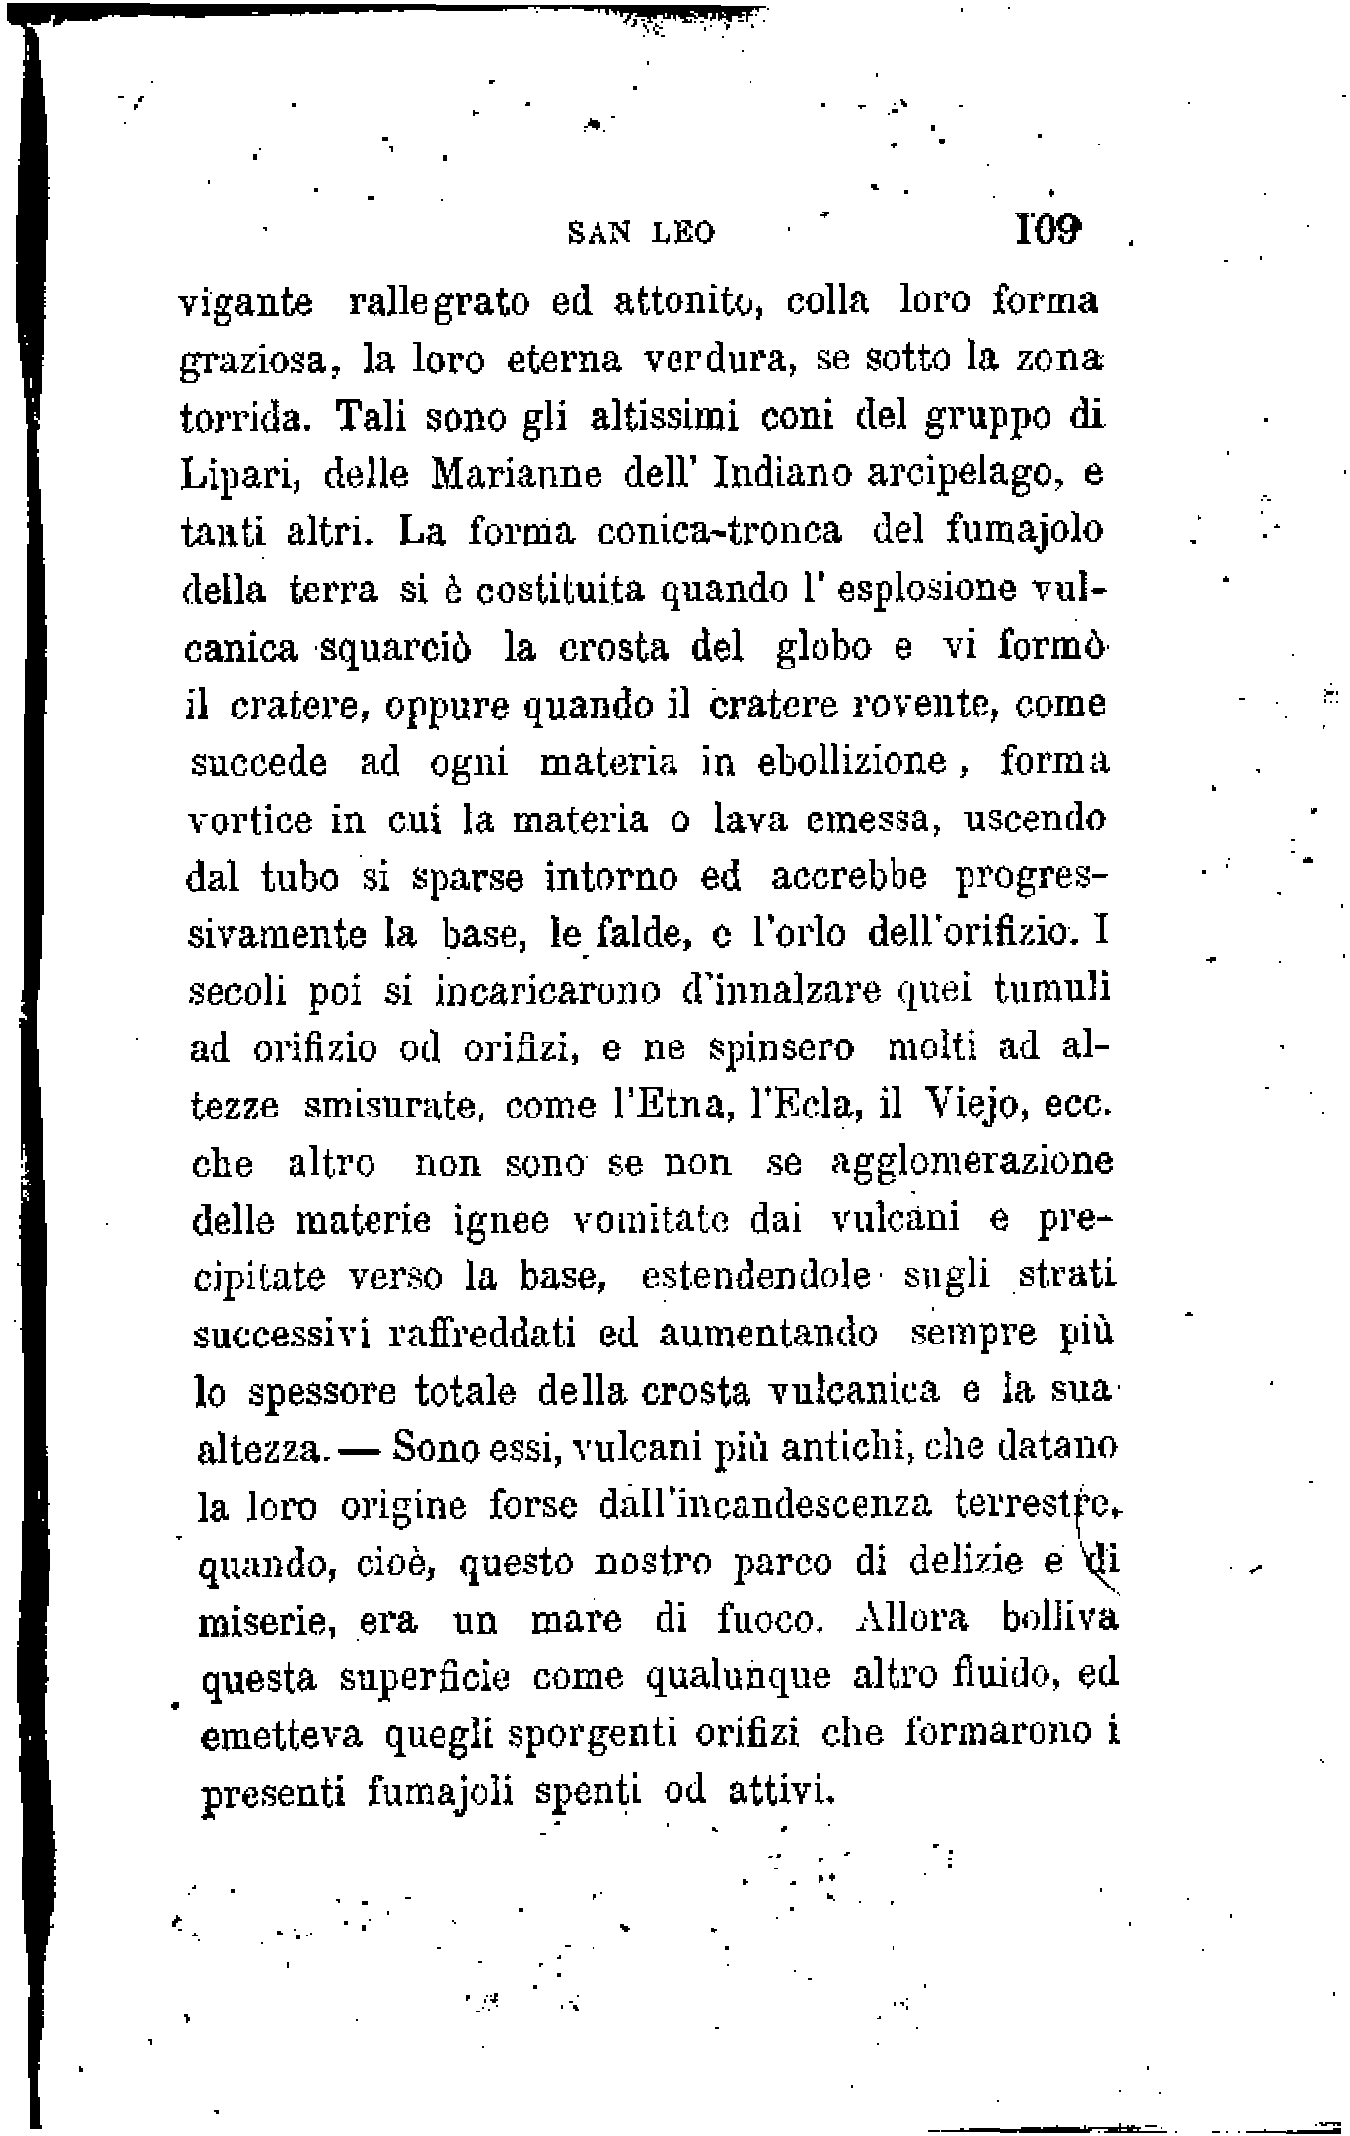 SAN LEO 109
vigante rallegrato ed attonito, colla loro forma
graziosa, la loro eterna verdura, se sotto la zona
torrida. Tali sono gli altissimi coni del gruppo di
Lipari, delle Marianne dell' Indiano arcipelago, e
tanti altri. La forma conica-tronca del fumajolo
della terra si è costituita quando l' esplosione vul-
canica squarciò la crosta del globo e vi formò
il cratere, oppure quando il cratere rovente, come
succede ad ogni materia in ebollizione, forma
vortice in cui la materia o lava emessa, uscendo
dal tubo si sparse intorno ed accrebbe progres-
sivamente la base, le falde, e l'orlo dell'orifizio. I
secoli poi si incaricarono d'innalzare quei tumuli
ad orifizio od orifizi, e ne spinsero molti ad al-
tezze smisurate, come l'Etna, l'Ecla, il Viejo, ecc.
che altro non sono se non se agglomerazione
delle materie ignee vomitate dai vulcani e pre-
cipitate verso la base, estendendole sugli strati
successivi raffreddati ed aumentando sempre più
lo spessore totale della crosta vulcanica e la sua
altezza. — Sono essi, vulcani più antichi, che datano
la loro origine forse dall'incandescenza terrestre,
quando, cioè, questo nostro parco di delizie e di
miserie, era un mare di fuoco. Allora bolliva
questa superficie come qualunque altro fluido, ed
emetteva quegli sporgenti orifizi che formarono i
presenti fumajoli spenti od attivi.